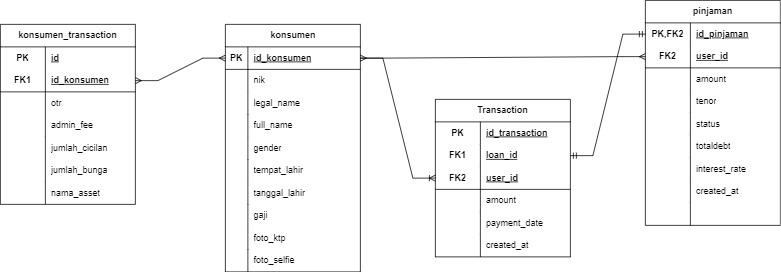 konsumen_transaction
PK id
FK1 id_konsumen
otr
admin_fee
jumlah_cicilan
jumlah_bunga
nama_asset
konsumen
PK id_konsumen
nik
legal_name
full_name
gender
tempat_lahir
tanggal_lahir
gaji
foto_ktp
foto_selfie
Transaction
PK id_transaction
FK1 loan_id
FK2 user_id
amount
payment_date
created_at
pinjaman
PK,FK2 id_pinjaman
FK2 user_id
amount
tenor
status
totaldebt
interest_rate
created_at